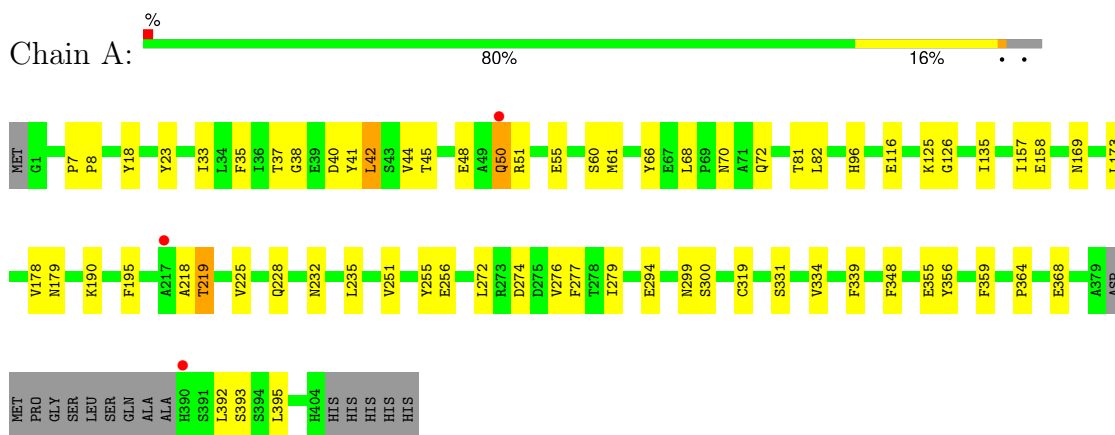 %
Chain A:
80% 16% • •
MET G1 P7 P8 Y18 Y23 I33 L34 F35 I36 T37 G38 E39 D40 Y41 L42 S43 V44 T45 E48 A49 Q50 R51 E55 S60 M61 Y66 E67 L68 P69 N70 A71 Q72 T81 L82 H96 E116 K125 G126 I135 I157 E158 N169 L173
V178 N179 K190 F195 A217 A218 T219 V225 Q228 N232 L235 V251 Y255 E256 L272 R273 D274 D275 V276 F277 T278 I279 E294 N299 S300 C319 S331 V334 F339 F348 E355 Y356 F359 P364 E368 A379 ASP
MET PRO GLY SER LEU SER GLN ALA ALA H390 S391 L392 S393 S394 L395 H404 HIS HIS HIS HIS HIS